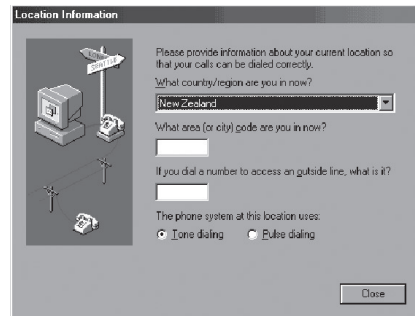 Location Information
Please provide information about your current location so
that your calls can be dialed correctly.
What country/region are you in now?
New Zealand
What area (or city) code are you in now?
If you dial a number to access an outside line, what is it?
The phone system at this location uses:
Tone dialing Pulse dialing
Close